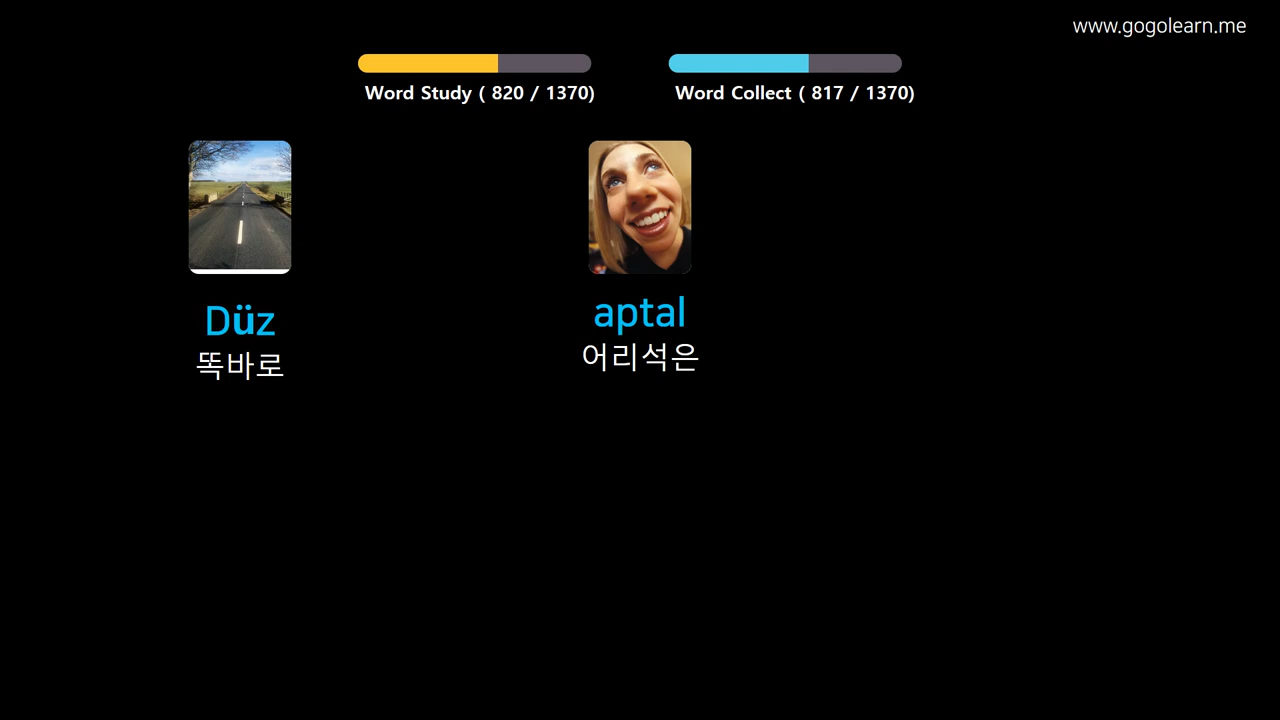 www.gogolearn.me
Word Study ( 820 / 1370)
Word Collect ( 817 / 1370)
Düz
똑바로
aptal
어리석은